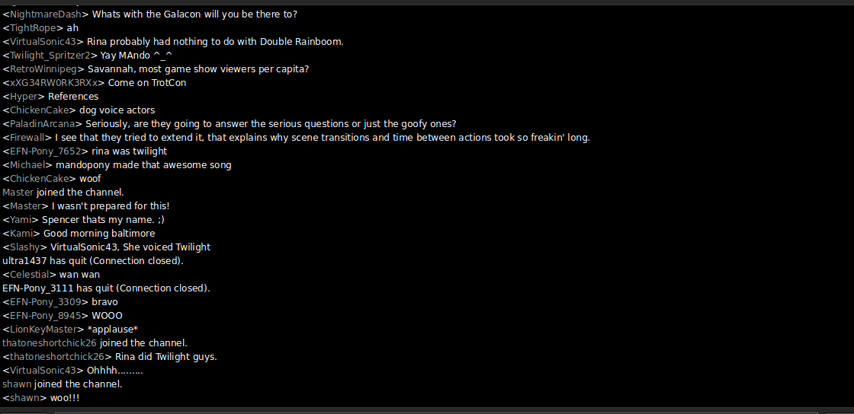 <NightmareDash> Whats with the Galacon will you be there to?
<TightRope> ah
<VirtualSonic43> Rina probably had nothing to do with Double Rainboom.
<Twilight_Spritzer2> Yay MAndo ^_^
<RetroWinnipeg> Savannah, most game show viewers per capita?
<xXG34RW0RK3RXx> Come on TrotCon
<Hyper> References
<ChickenCake> dog voice actors
<PaladinArcana> Seriously, are they going to answer the serious questions or just the goofy ones?
<Firewall> I see that they tried to extend it, that explains why scene transitions and time between actions took so freakin' long.
<EFN-Pony_7652> rina was twilight
<Michael> mandopony made that awesome song
<ChickenCake> woof
Master joined the channel.
<Master> I wasn't prepared for this!
<Yami> Spencer thats my name. ;)
<Kami> Good morning baltimore
<Slashy> VirtualSonic43, She voiced Twilight
ultra1437 has quit (Connection closed).
<Celestial> wan wan
EFN-Pony_3111 has quit (Connection closed).
<EFN-Pony_3309> bravo
<EFN-Pony_8945> WOOO
<LionKeyMaster> *applause*
thatoneshortchick26 joined the channel.
<thatoneshortchick26> Rina did Twilight guys.
<VirtualSonic43> Ohhhh.........
shawn joined the channel.
<shawn> woo!!!